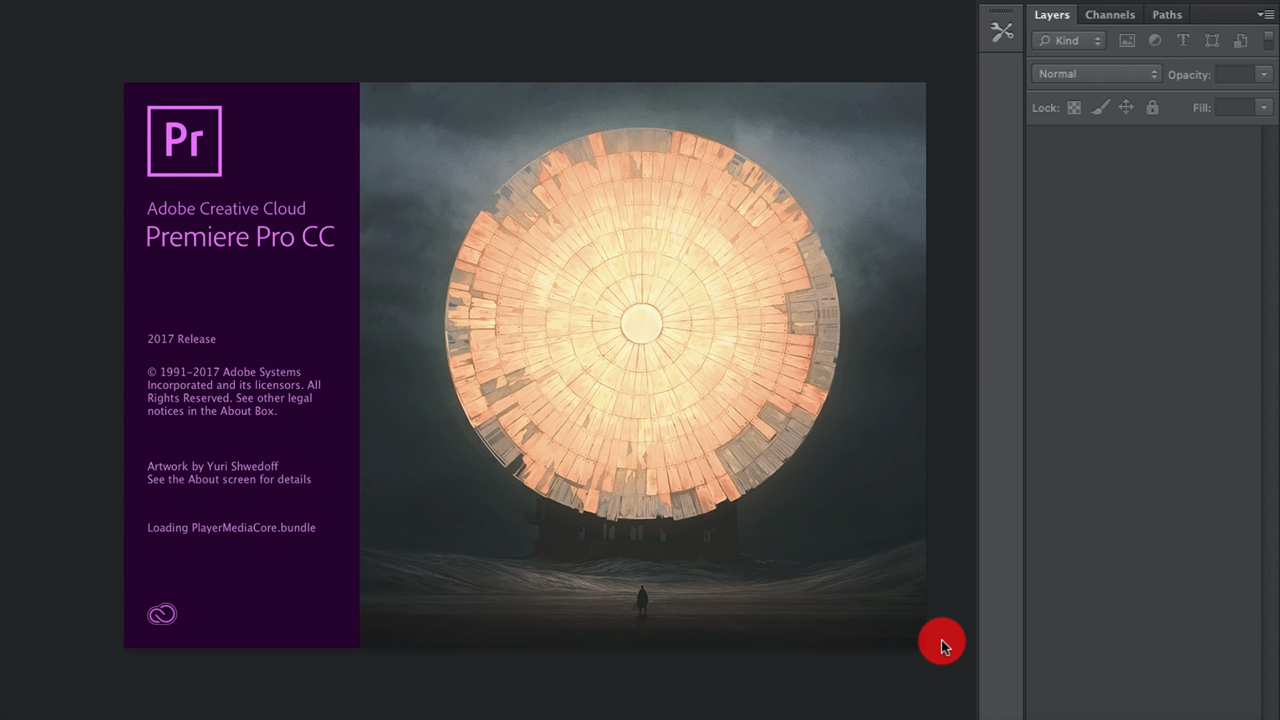 Pr
Adobe Creative Cloud
Premiere Pro CC
2017 Release
© 1991-2017 Adobe Systems
Incorporated and its licensors. All
Rights Reserved. See other legal
notices in the About Box.
Artwork by Yuri Shwedoff
See the About screen for details
Loading PlayerMediaCore.bundle
Layers Channels Paths
Kind
Normal Opacity:
Lock: Fill: